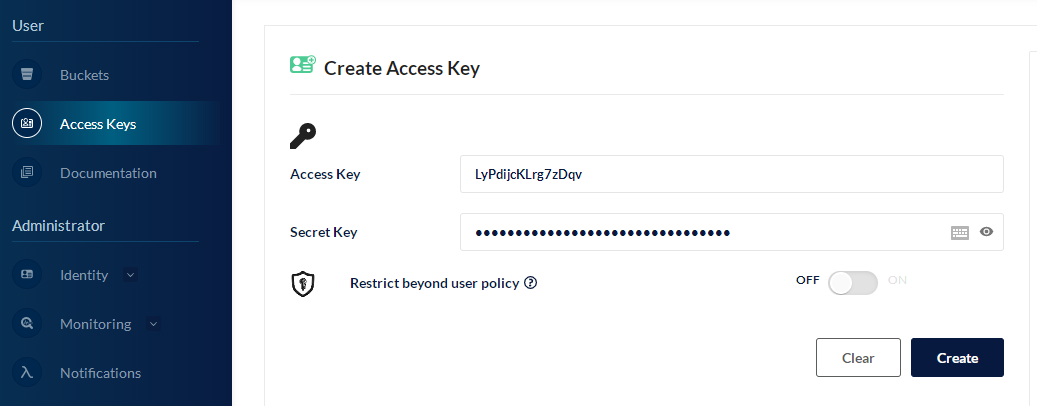 User
Buckets
Access Keys
Documentation
Administrator
Identity
Monitoring
Notifications
Create Access Key
Access Key
LyPdijcKLrg7zDqv
Secret Key
••••••••••••••••••••••••••••••••
Restrict beyond user policy
OFF ON
Clear Create